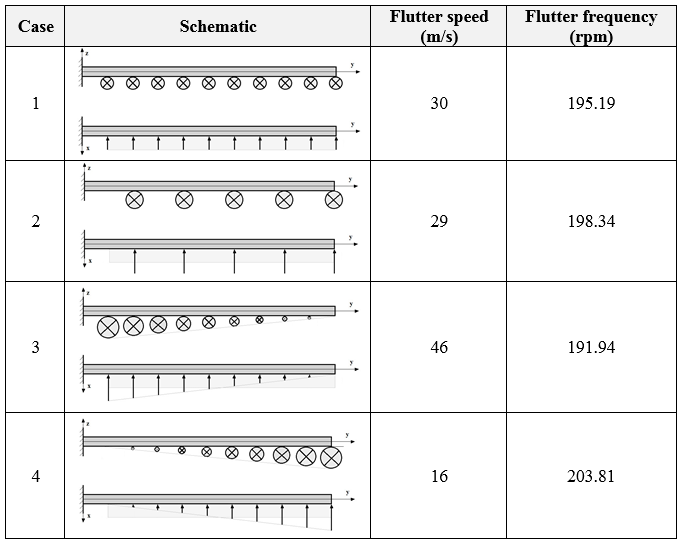 Case Schematic Flutter speed (m/s) Flutter frequency (rpm)
z
y
1 30 195.19
y
x
z
y
2 29 198.34
y
x
z
y
3 46 191.94
y
x
z
y
4 16 203.81
y
x